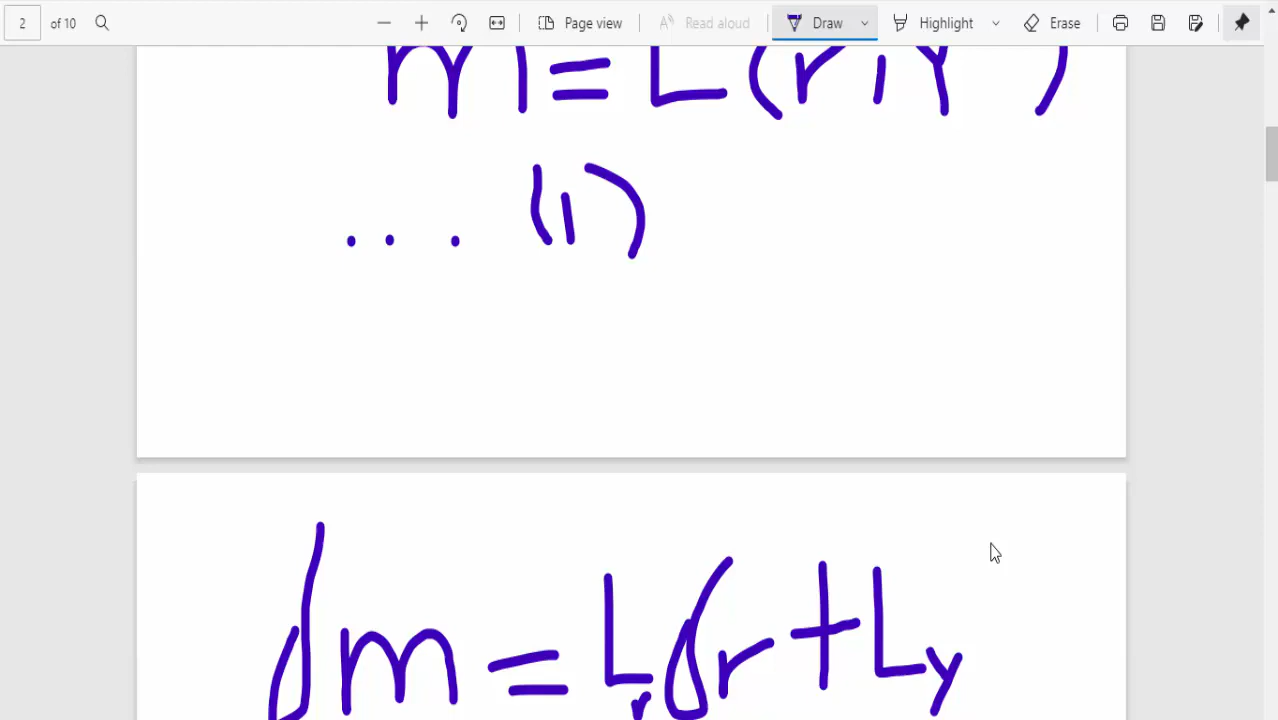 2 of 10 Page view Read aloud Draw Highlight Erase
m = L(r, Y)
... (1)
dm = L_r dr + L_y